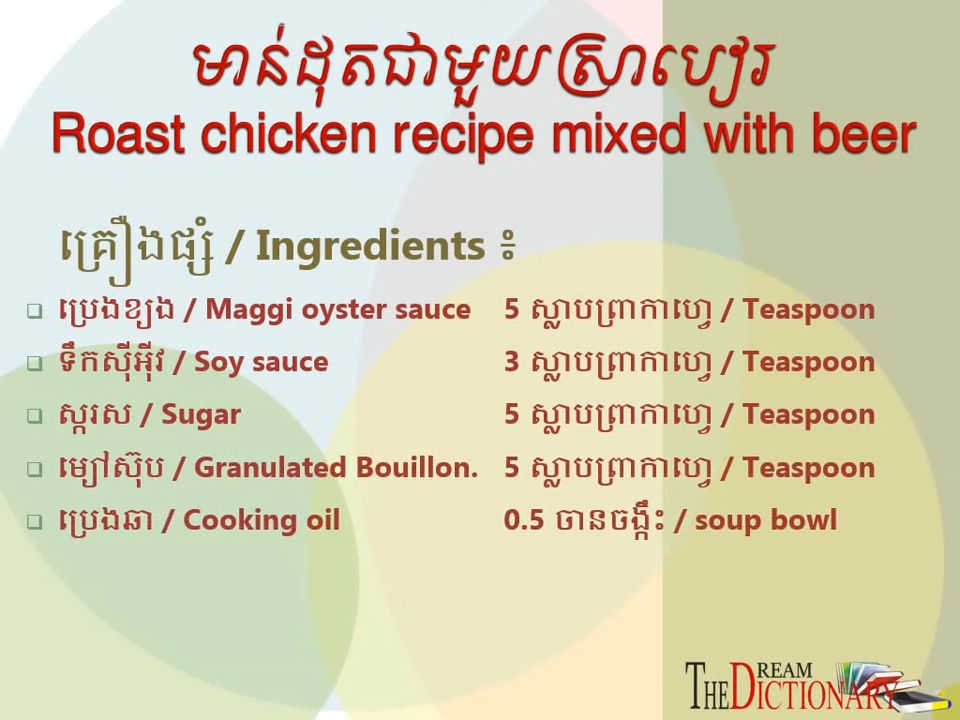 មាន់ដុតជាមួយស្រាបៀរ
Roast chicken recipe mixed with beer
គ្រឿងផ្សំ / Ingredients ៖
ប្រេងខ្យង / Maggi oyster sauce 5 ស្លាបព្រាកាហ្វេ / Teaspoon
ទឹកស៊ីអ៊ីវ / Soy sauce 3 ស្លាបព្រាកាហ្វេ / Teaspoon
ស្ករស / Sugar 5 ស្លាបព្រាកាហ្វេ / Teaspoon
ម្សៅស៊ុប / Granulated Bouillon. 5 ស្លាបព្រាកាហ្វេ / Teaspoon
ប្រេងឆា / Cooking oil 0.5 ចានចង្កឹះ / soup bowl
THE DREAM DICTIONARY